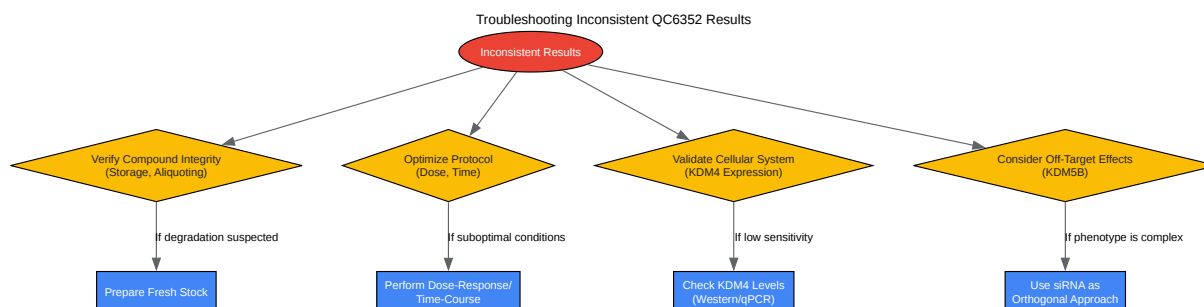 Troubleshooting Inconsistent QC6352 Results
Inconsistent Results
Verify Compound Integrity
(Storage, Aliquoting)
Optimize Protocol
(Dose, Time)
Validate Cellular System
(KDM4 Expression)
Consider Off-Target Effects
(KDM5B)
If degradation suspected
If suboptimal conditions
If low sensitivity
If phenotype is complex
Prepare Fresh Stock
Perform Dose-Response/
Time-Course
Check KDM4 Levels
(Western/qPCR)
Use siRNA as
Orthogonal Approach